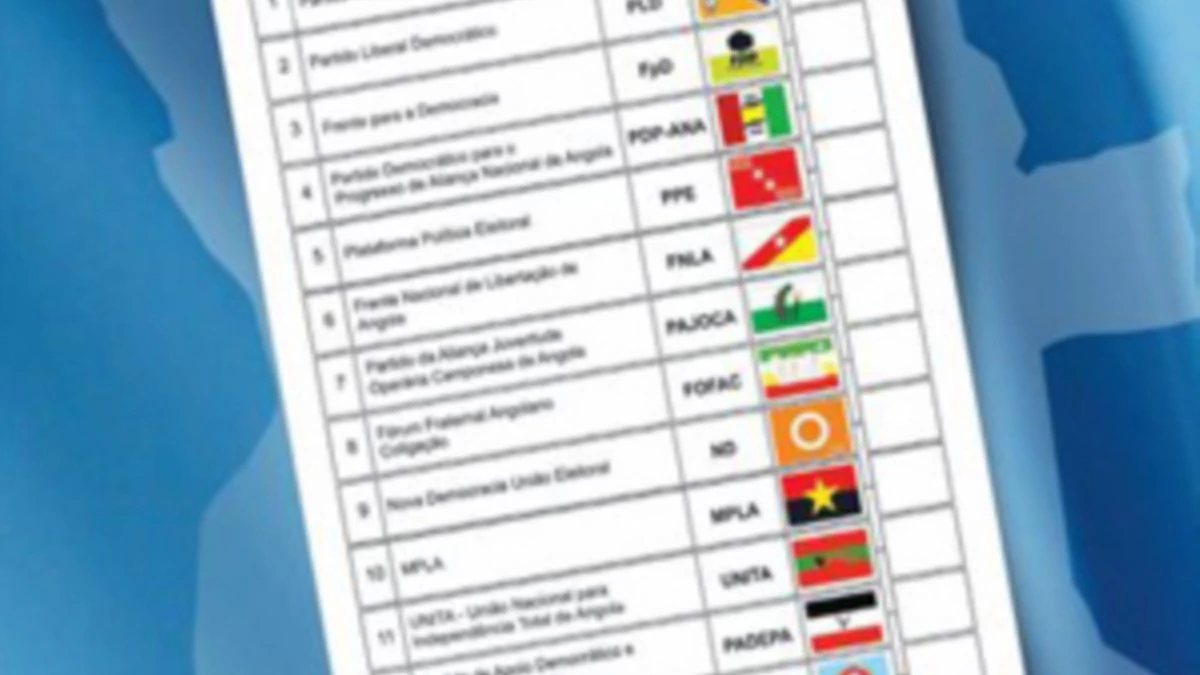 1
PLD
2 Partido Liberal Democrático
FpD
3 Frente para a Democracia
PDP-ANA
4 Partido Democrático para o
Progresso de Aliança Nacional de Angola
PPE
5 Plataforma Política Eleitoral
FNLA
6 Frente Nacional de Libertação de
Angola
PAJOCA
7 Partido da Aliança Juventude
Operária Camponesa de Angola
FOFAC
8 Fórum Fraternal Angolano
Coligação
ND
9 Nova Democracia União Eleitoral
MPLA
10 MPLA
UNITA
11 UNITA - União Nacional para
Independência Total de Angola
PADEPA
de Apoio Democrático e